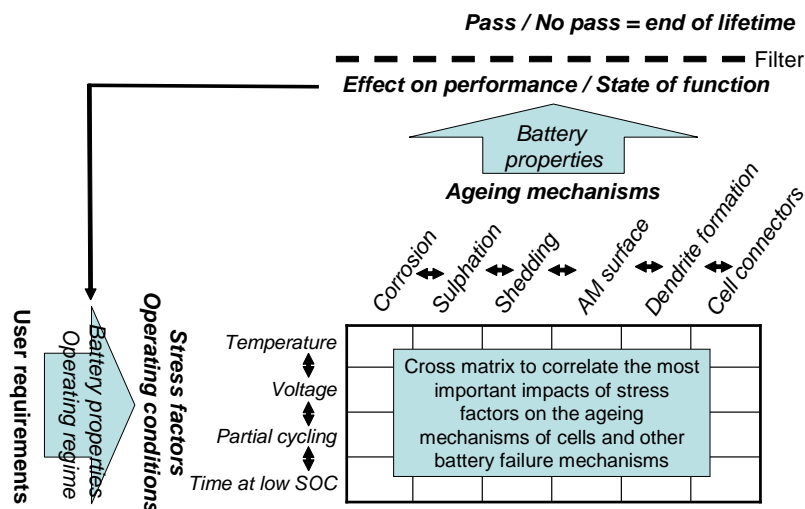 Pass / No pass = end of lifetime
Filter
Effect on performance / State of function
Battery
properties
Ageing mechanisms
Corrosion
Sulphation
Shedding
AM surface
Dendrite formation
Cell connectors
User requirements
Operating regime
Battery properties
Operating conditions
Stress factors
Temperature
Voltage
Partial cycling
Time at low SOC
Cross matrix to correlate the most
important impacts of stress
factors on the ageing
mechanisms of cells and other
battery failure mechanisms